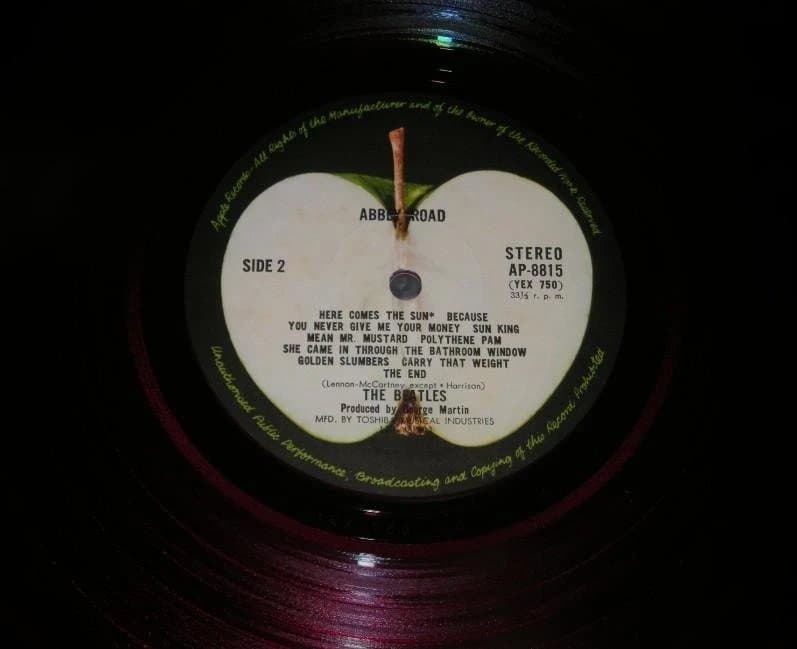 Apple Records-All Rights of the Manufacturer and of the Owner of the Recorded Work Reserved
ABBEY ROAD
SIDE 2
STEREO
AP-8815
(YEX 750)
33⅓ r. p. m.
HERE COMES THE SUN* BECAUSE
YOU NEVER GIVE ME YOUR MONEY SUN KING
MEAN MR. MUSTARD POLYTHENE PAM
SHE CAME IN THROUGH THE BATHROOM WINDOW
GOLDEN SLUMBERS CARRY THAT WEIGHT
THE END
(Lennon-McCartney except * Harrison)
THE BEATLES
Produced by George Martin
MFD. BY TOSHIBA MUSICAL INDUSTRIES
Unauthorised Public Performance, Broadcasting and Copying of this Record Prohibited